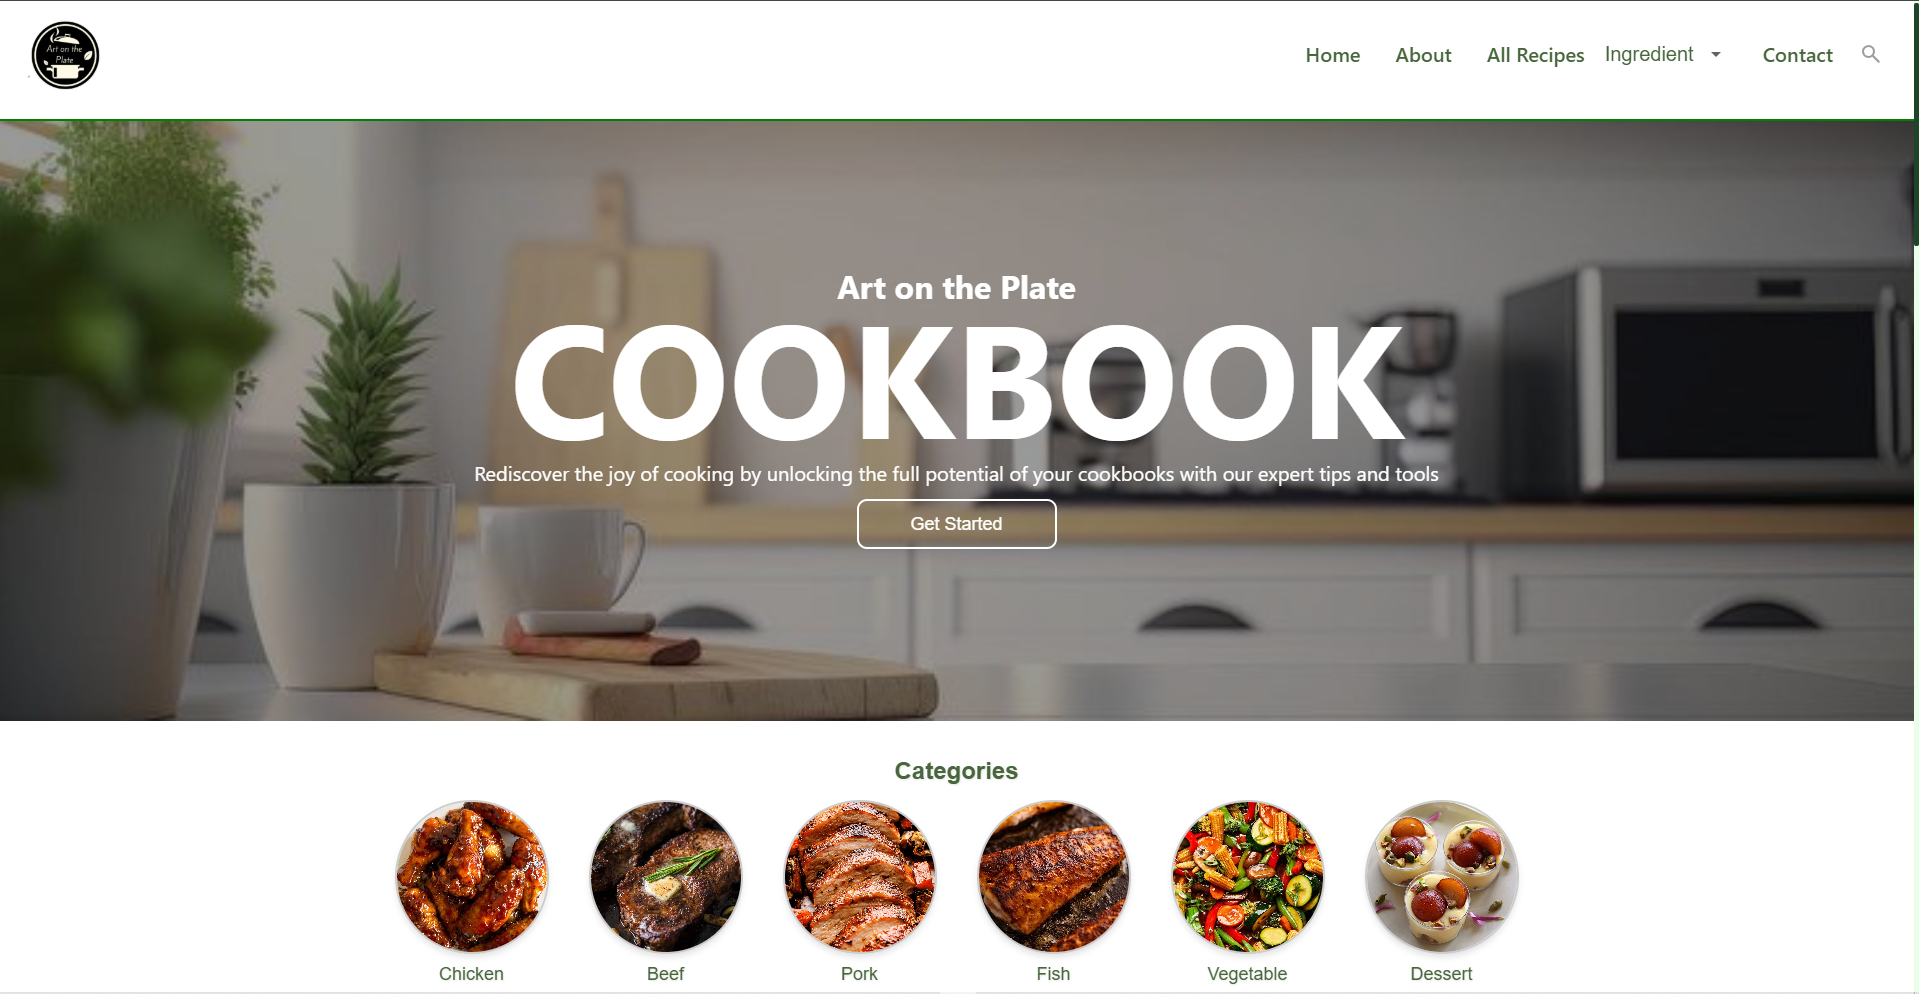 Art on the
Plate
Home About All Recipes Ingredient Contact
Art on the Plate
COOKBOOK
Rediscover the joy of cooking by unlocking the full potential of your cookbooks with our expert tips and tools
Get Started
Categories
Chicken Beef Pork Fish Vegetable Dessert